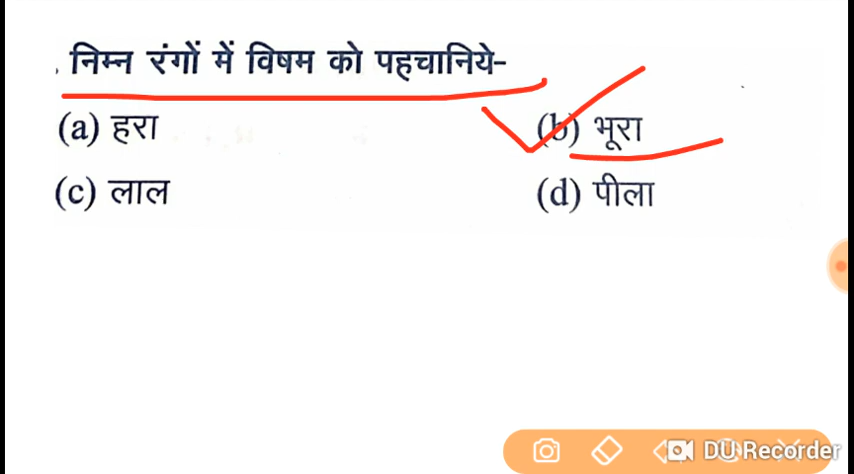 निम्न रंगों में विषम को पहचानिये-
(a) हरा (b) भूरा
(c) लाल (d) पीला
DU Recorder